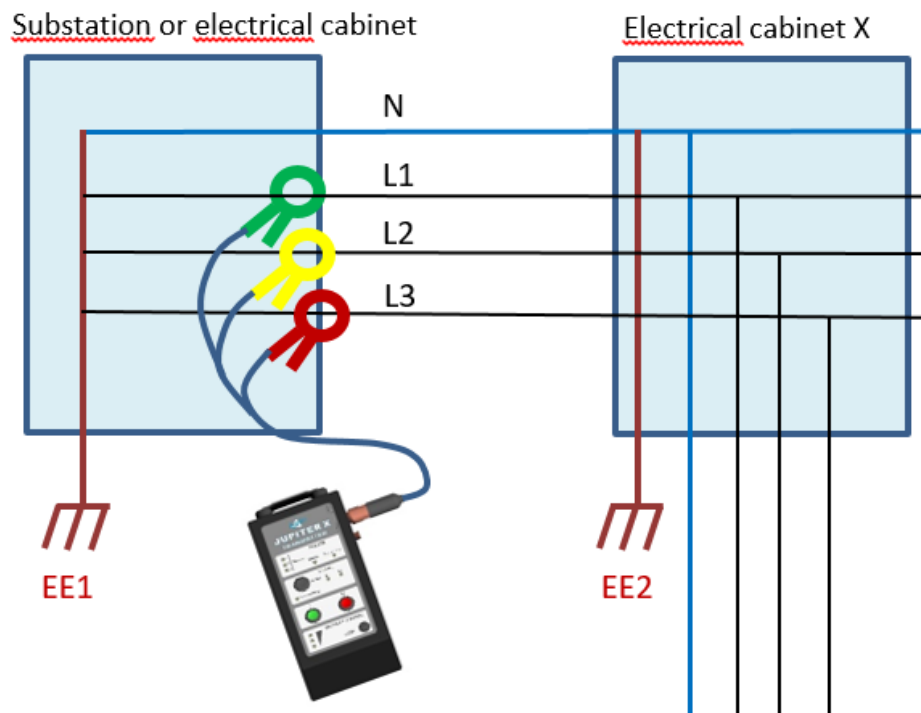 Substation or electrical cabinet
Electrical cabinet X
N
L1
L2
L3
EE1
EE2
JUPITER X